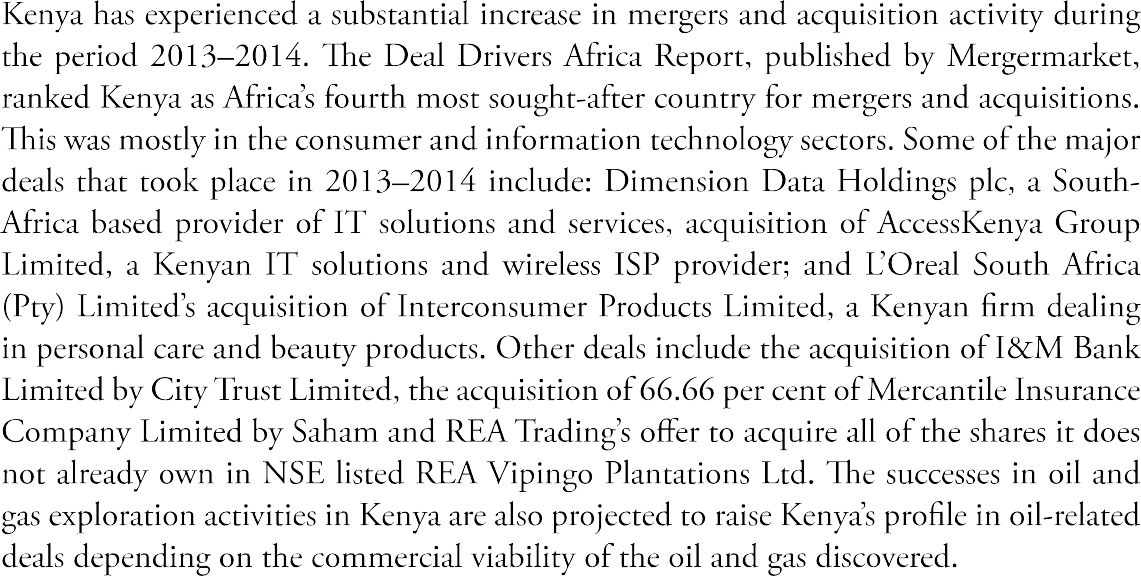 Kenya has experienced a substantial increase in mergers and acquisition activity during
the period 2013–2014. The Deal Drivers Africa Report, published by Mergermarket,
ranked Kenya as Africa’s fourth most sought-after country for mergers and acquisitions.
This was mostly in the consumer and information technology sectors. Some of the major
deals that took place in 2013–2014 include: Dimension Data Holdings plc, a South-
Africa based provider of IT solutions and services, acquisition of AccessKenya Group
Limited, a Kenyan IT solutions and wireless ISP provider; and L’Oreal South Africa
(Pty) Limited’s acquisition of Interconsumer Products Limited, a Kenyan firm dealing
in personal care and beauty products. Other deals include the acquisition of I&M Bank
Limited by City Trust Limited, the acquisition of 66.66 per cent of Mercantile Insurance
Company Limited by Saham and REA Trading’s offer to acquire all of the shares it does
not already own in NSE listed REA Vipingo Plantations Ltd. The successes in oil and
gas exploration activities in Kenya are also projected to raise Kenya’s profile in oil-related
deals depending on the commercial viability of the oil and gas discovered.